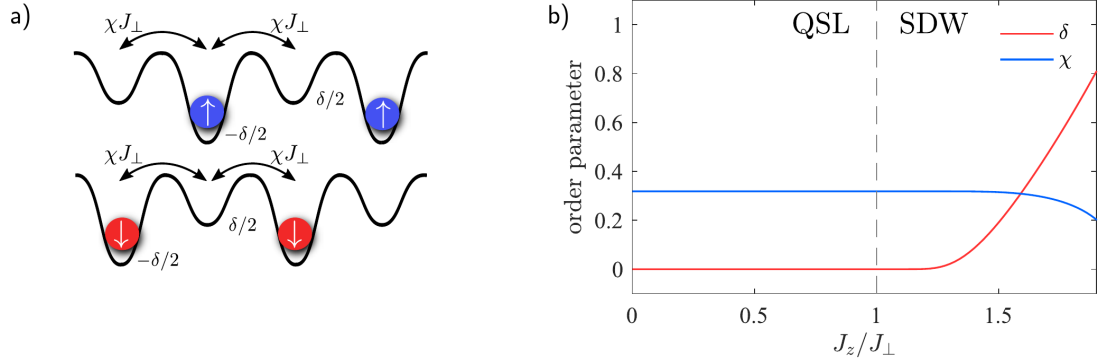 a)
χJ⊥ χJ⊥
↑ δ/2 ↑
−δ/2
χJ⊥ χJ⊥
↓ δ/2 ↓
−δ/2
b)
QSL SDW
δ
χ
order parameter
1
0.8
0.6
0.4
0.2
0
0 0.5 1 1.5
J_z/J⊥